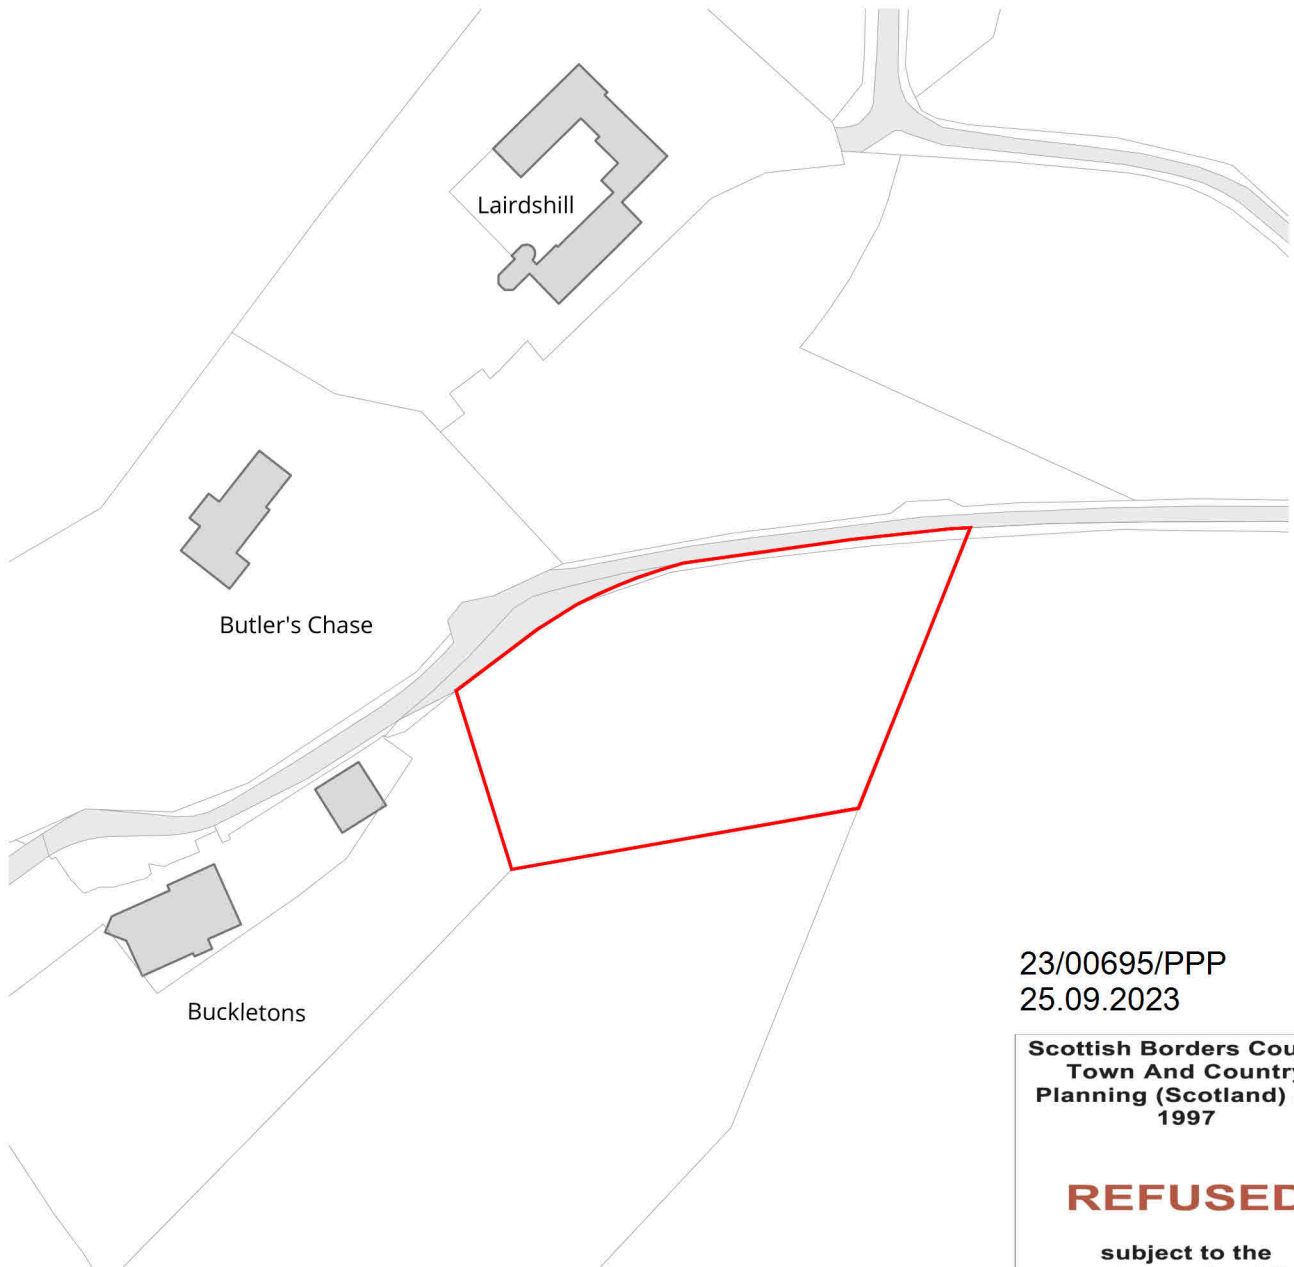 Lairdshill
Butler's Chase
Buckletons
23/00695/PPP
25.09.2023
Scottish Borders
Town And Country
Planning (Scotland)
1997
REFUSED
subject to the